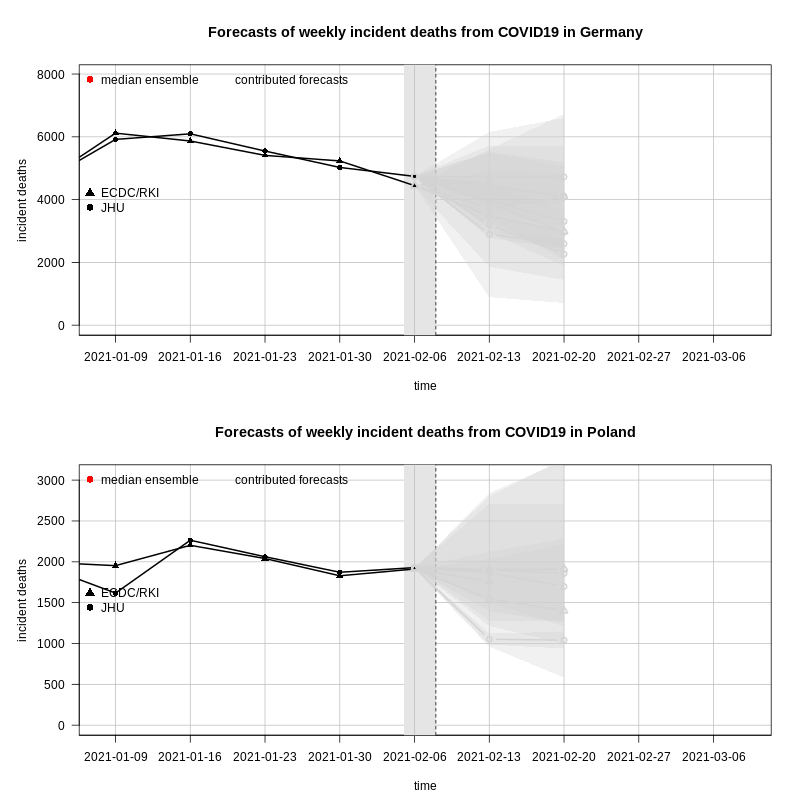 Forecasts of weekly incident deaths from COVID19 in Germany
8000
6000
4000
2000
0
incident deaths
median ensemble contributed forecasts
ECDC/RKI
JHU
2021-01-09 2021-01-16 2021-01-23 2021-01-30 2021-02-06 2021-02-13 2021-02-20 2021-02-27 2021-03-06
time
Forecasts of weekly incident deaths from COVID19 in Poland
3000
2500
2000
1500
1000
500
0
incident deaths
median ensemble contributed forecasts
ECDC/RKI
JHU
2021-01-09 2021-01-16 2021-01-23 2021-01-30 2021-02-06 2021-02-13 2021-02-20 2021-02-27 2021-03-06
time